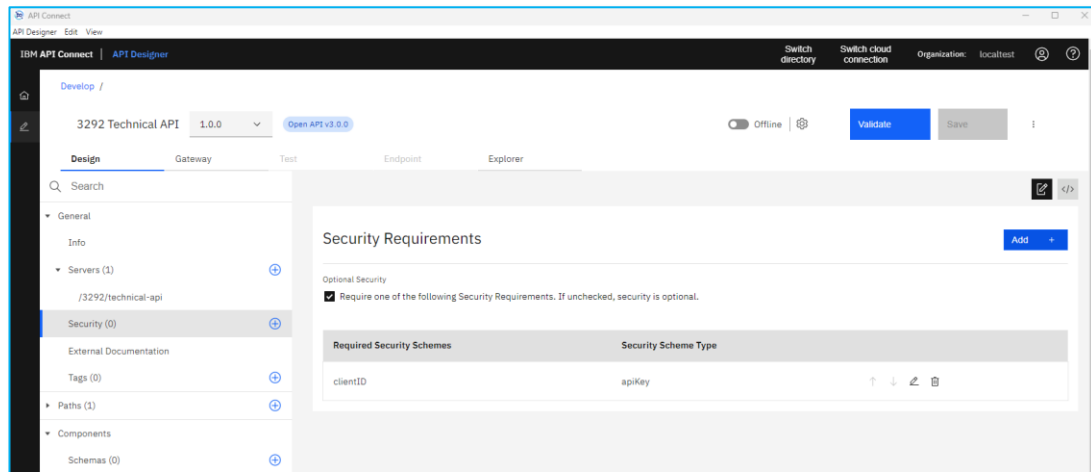 API Connect
API Designer Edit View
IBM API Connect | API Designer
Switch directory
Switch cloud connection
Organization: localtest
Develop /
3292 Technical API
1.0.0
Open API v3.0.0
Offline
Validate
Save
Design
Gateway
Test
Endpoint
Explorer
Search
General
Info
Servers (1)
/3292/technical-api
Security (0)
External Documentation
Tags (0)
Paths (1)
Components
Schemas (0)
</>
Security Requirements
Add +
Optional Security
Require one of the following Security Requirements. If unchecked, security is optional.
Required Security Schemes
Security Scheme Type
clientID
apiKey